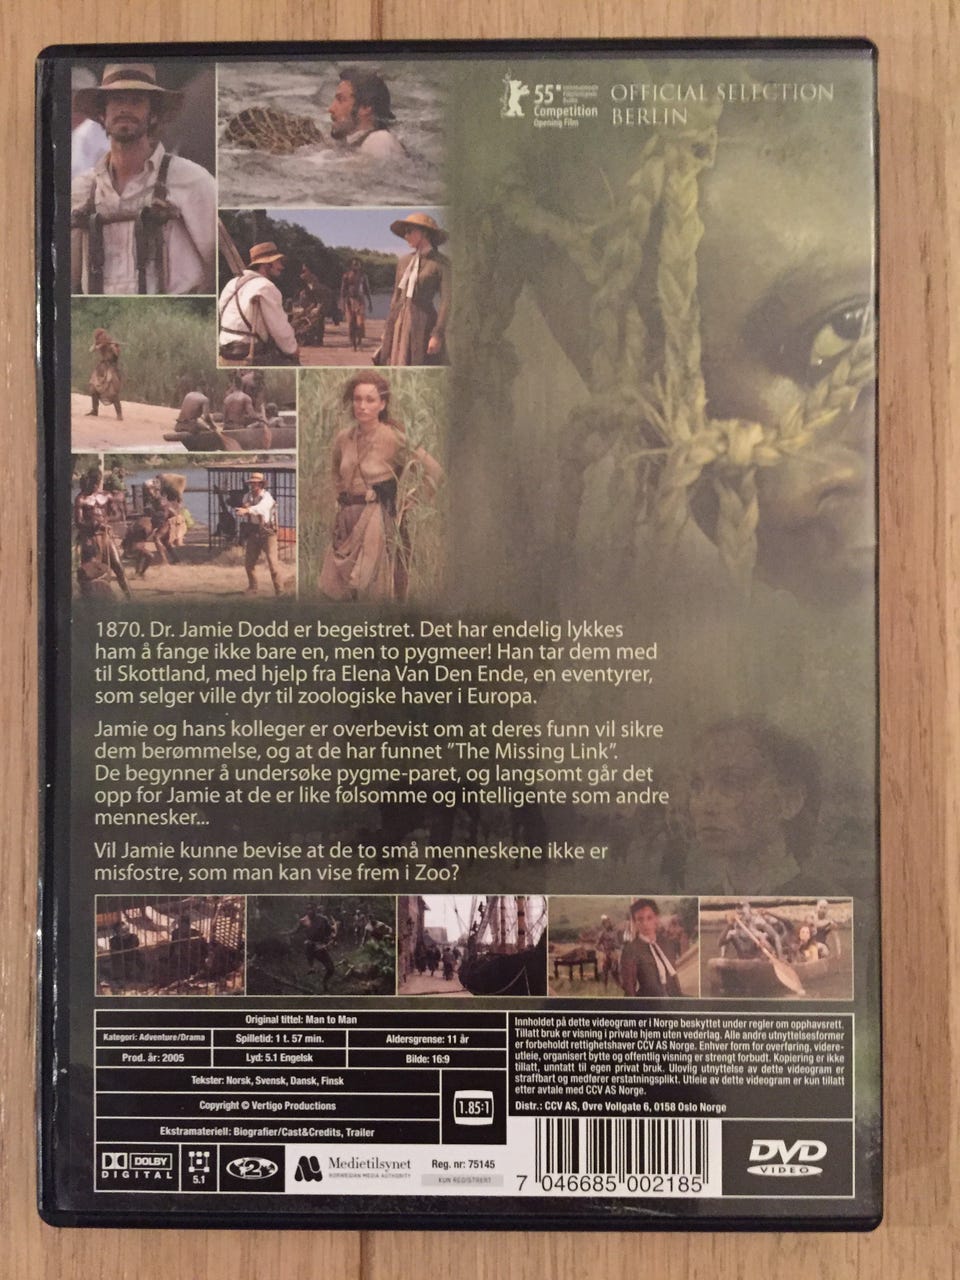 55
Competition
Opening Film
OFFICIAL SELECTION
BERLIN
1870. Dr. Jamie Dodd er begeistret. Det har endelig lykkes
ham å fange ikke bare en, men to pygmeer! Han tar dem med
til Skottland, med hjelp fra Elena Van Den Ende, en eventyrer,
som selger ville dyr til zoologiske haver i Europa.
Jamie og hans kolleger er overbevist om at deres funn vil sikre
dem berømmelse, og at de har funnet ”The Missing Link”.
De begynner å undersøke pygme-paret, og langsomt går det
opp for Jamie at de er like følsomme og intelligente som andre
mennesker...
Vil Jamie kunne bevise at de to små menneskene ikke er
misfostre, som man kan vise frem i Zoo?
Original tittel: Man to Man
Kategori: Adventure/Drama
Spilletid: 1 t. 57 min.
Aldersgrense: 11 år
Prod. år: 2005
Lyd: 5.1 Engelsk
Bilde: 16:9
Tekster: Norsk, Svensk, Dansk, Finsk
Copyright © Vertigo Productions
1.85:1
Ekstramateriell: Biografier/Cast&Credits, Trailer
Innholdet på dette videogram er i Norge beskyttet under regler om opphavsrett.
Tillatt bruk er visning i private hjem uten vederlag. Alle andre utnyttelsesformer
er forbeholdt rettighetshaver CCV AS Norge. Enhver form for overføring, videre-
utleie, organisert bytte og offentlig visning er strengt forbudt. Kopiering er ikke
tillatt, unntatt til egen privat bruk. Ulovlig utnyttelse av dette videogram er
straffbart og medfører erstatningsplikt. Utleie av dette videogram er kun tillatt
etter avtale med CCV AS Norge.
Distr.: CCV AS, Øvre Vollgate 6, 0158 Oslo Norge
DOLBY
DIGITAL
5.1
2
Medietilsynet
NORWEGIAN MEDIA AUTHORITY
Reg. nr: 75145
KUN REGISTRERT
7 046685 002185
DVD
VIDEO